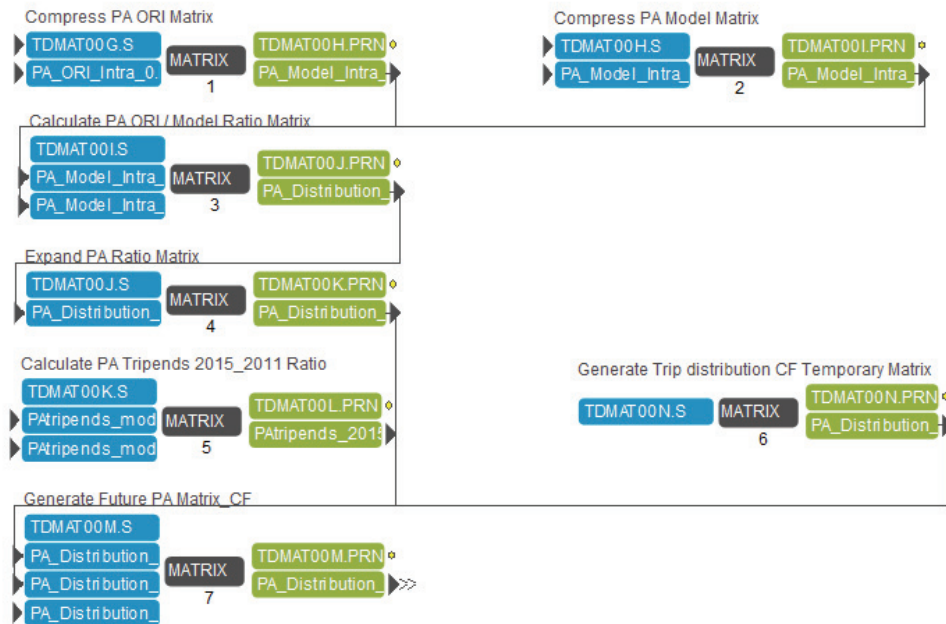 Compress PA ORI Matrix
TDMAT00G.S
PA_ORI_Intra_0.
MATRIX
1
TDMAT00H.PRN
PA_Model_Intra_
Compress PA Model Matrix
TDMAT00H.S
PA_Model_Intra_
MATRIX
2
TDMAT00I.PRN
PA_Model_Intra_
Calculate PA ORI / Model Ratio Matrix
TDMAT00I.S
PA_Model_Intra_
PA_Model_Intra_
MATRIX
3
TDMAT00J.PRN
PA_Distribution_
Expand PA Ratio Matrix
TDMAT00J.S
PA_Distribution_
MATRIX
4
TDMAT00K.PRN
PA_Distribution_
Calculate PA Tripends 2015_2011 Ratio
TDMAT00K.S
PAtripends_mod
PAtripends_mod
MATRIX
5
TDMAT00L.PRN
PAtripends_2015
Generate Trip distribution CF Temporary Matrix
TDMAT00N.S
MATRIX
6
TDMAT00N.PRN
PA_Distribution_
Generate Future PA Matrix_CF
TDMAT00M.S
PA_Distribution_
PA_Distribution_
PA_Distribution_
MATRIX
7
TDMAT00M.PRN
PA_Distribution_